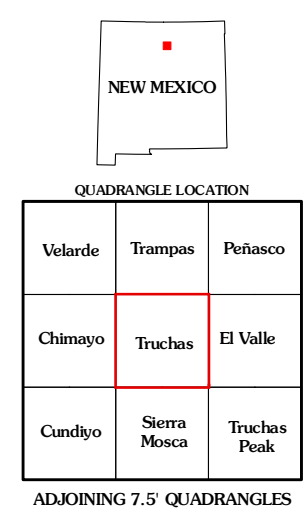 NEW MEXICO
QUADRANGLE LOCATION
Velarde
Trampas
Peñasco
Chimayo
Truchas
El Valle
Cundiyo
Sierra
Mosca
Truchas
Peak
ADJOINING 7.5' QUADRANGLES